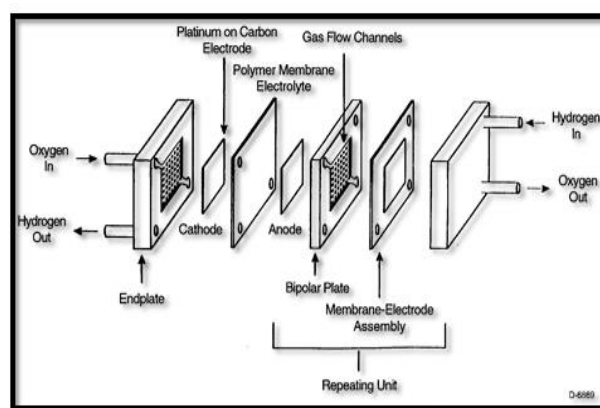 Platinum on Carbon
Electrode
Gas Flow Channels
Polymer Membrane
Electrolyte
Hydrogen
In
Oxygen
In
Oxygen
Out
Hydrogen
Out
Cathode
Anode
Endplate
Bipolar Plate
Membrane-Electrode
Assembly
Repeating Unit
D-6869